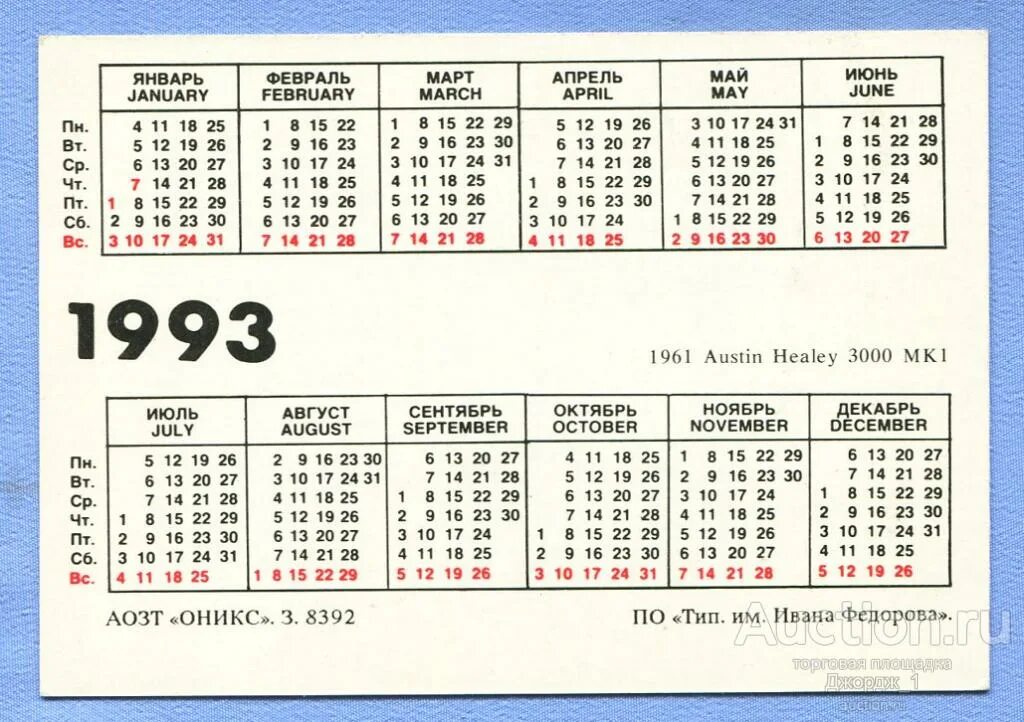 ЯНВАРЬ ФЕВРАЛЬ МАРТ АПРЕЛЬ МАЙ ИЮНЬ
JANUARY FEBRUARY MARCH APRIL MAY JUNE
Пн. 4 11 18 25 1 8 15 22 1 8 15 22 29 5 12 19 26 3 10 17 24 31 7 14 21 28
Вт. 5 12 19 26 2 9 16 23 2 9 16 23 30 6 13 20 27 4 11 18 25 1 8 15 22 29
Ср. 6 13 20 27 3 10 17 24 3 10 17 24 31 7 14 21 28 5 12 19 26 2 9 16 23 30
Чт. 7 14 21 28 4 11 18 25 4 11 18 25 1 8 15 22 29 6 13 20 27 3 10 17 24
Пт. 1 8 15 22 29 5 12 19 26 5 12 19 26 2 9 16 23 30 7 14 21 28 4 11 18 25
Сб. 2 9 16 23 30 6 13 20 27 6 13 20 27 3 10 17 24 1 8 15 22 29 5 12 19 26
Вс. 3 10 17 24 31 7 14 21 28 7 14 21 28 4 11 18 25 2 9 16 23 30 6 13 20 27
1993
1961 Austin Healey 3000 MK1
ИЮЛЬ АВГУСТ СЕНТЯБРЬ ОКТЯБРЬ НОЯБРЬ ДЕКАБРЬ
JULY AUGUST SEPTEMBER OCTOBER NOVEMBER DECEMBER
Пн. 5 12 19 26 2 9 16 23 30 6 13 20 27 4 11 18 25 1 8 15 22 29 6 13 20 27
Вт. 6 13 20 27 3 10 17 24 31 7 14 21 28 5 12 19 26 2 9 16 23 30 7 14 21 28
Ср. 7 14 21 28 4 11 18 25 1 8 15 22 29 6 13 20 27 3 10 17 24 1 8 15 22 29
Чт. 1 8 15 22 29 5 12 19 26 2 9 16 23 30 7 14 21 28 4 11 18 25 2 9 16 23 30
Пт. 2 9 16 23 30 6 13 20 27 3 10 17 24 1 8 15 22 29 5 12 19 26 3 10 17 24 31
Сб. 3 10 17 24 31 7 14 21 28 4 11 18 25 2 9 16 23 30 6 13 20 27 4 11 18 25
Вс. 4 11 18 25 1 8 15 22 29 5 12 19 26 3 10 17 24 31 7 14 21 28 5 12 19 26
АОЗТ «ОНИКС». З. 8392 ПО «Тип. им. Ивана Федорова».
Auction.ru
торговая площадка
Джордж_1
auction.ru